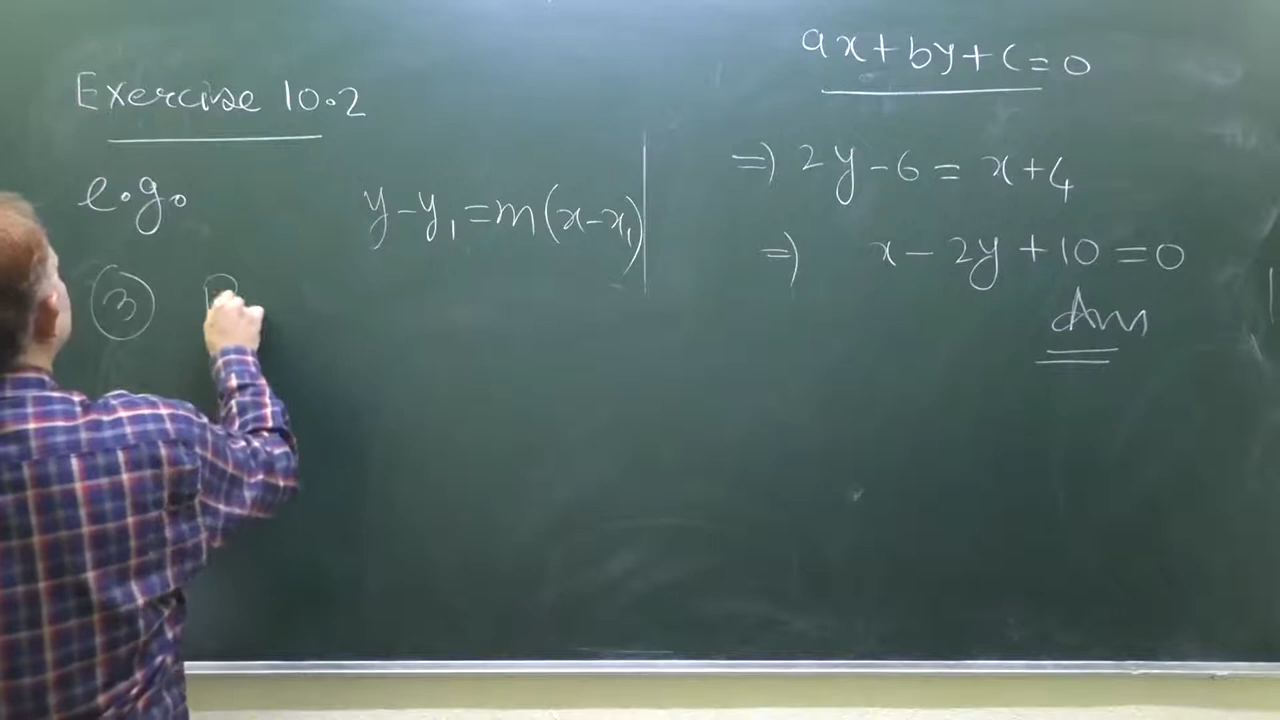 Exercise 10.2
e.g.
y-y₁=m(x-x₁)
3
ax+by+c=0
=) 2y-6 = x+4
=) x-2y+10=0
Ans